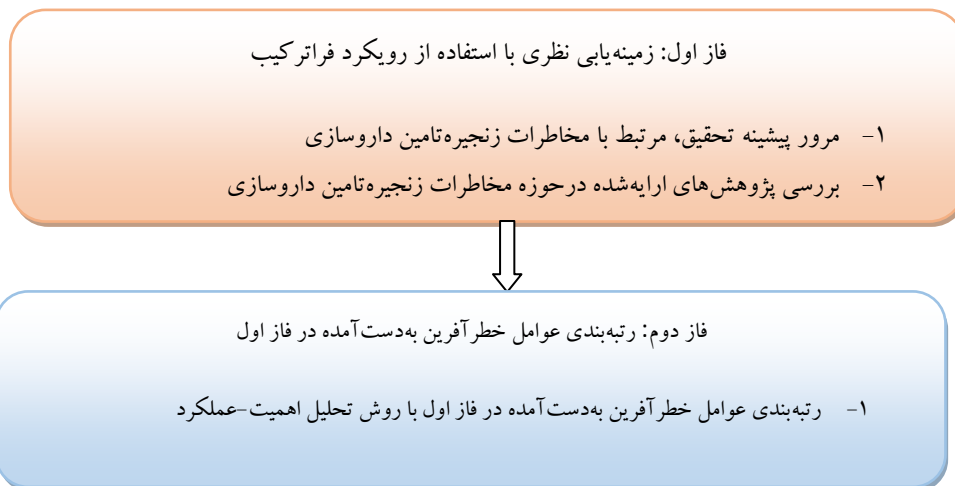 فاز اول: زمینه‌یابی نظری با استفاده از رویکرد فراترکیب
۱- مرور پیشینه تحقیق، مرتبط با مخاطرات زنجیره‌تامین داروسازی
۲- بررسی پژوهش‌های ارایه‌شده درحوزه مخاطرات زنجیره‌تامین داروسازی
فاز دوم: رتبه‌بندی عوامل خطرآفرین به‌دست‌آمده در فاز اول
۱- رتبه‌بندی عوامل خطرآفرین به‌دست‌آمده در فاز اول با روش تحلیل اهمیت-عملکرد